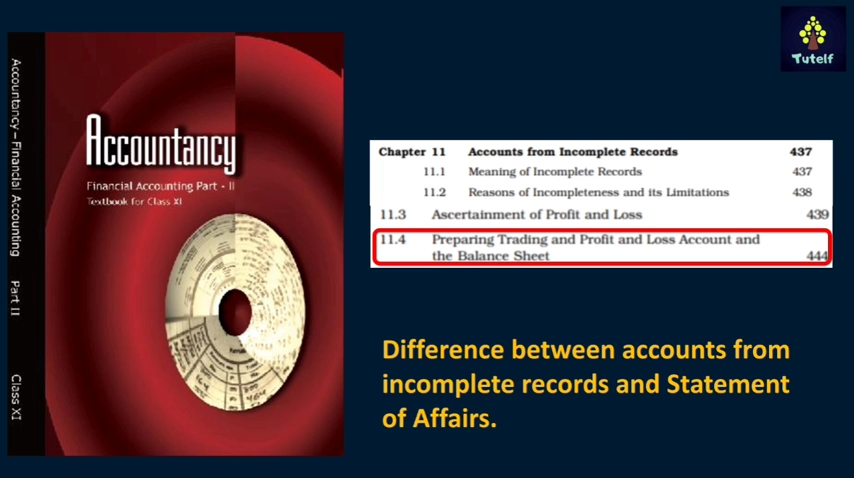 Tutelf
Accountancy – Financial Accounting Part II Class XI
Accountancy
Financial Accounting Part - II
Textbook for Class XI
Chapter 11 Accounts from Incomplete Records 437
11.1 Meaning of Incomplete Records 437
11.2 Reasons of Incompleteness and its Limitations 438
11.3 Ascertainment of Profit and Loss 439
11.4 Preparing Trading and Profit and Loss Account and
the Balance Sheet 444
Difference between accounts from
incomplete records and Statement
of Affairs.